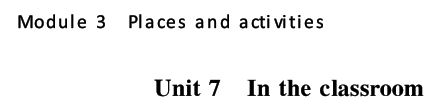 Module 3 Places and activities
Unit 7 In the classroom